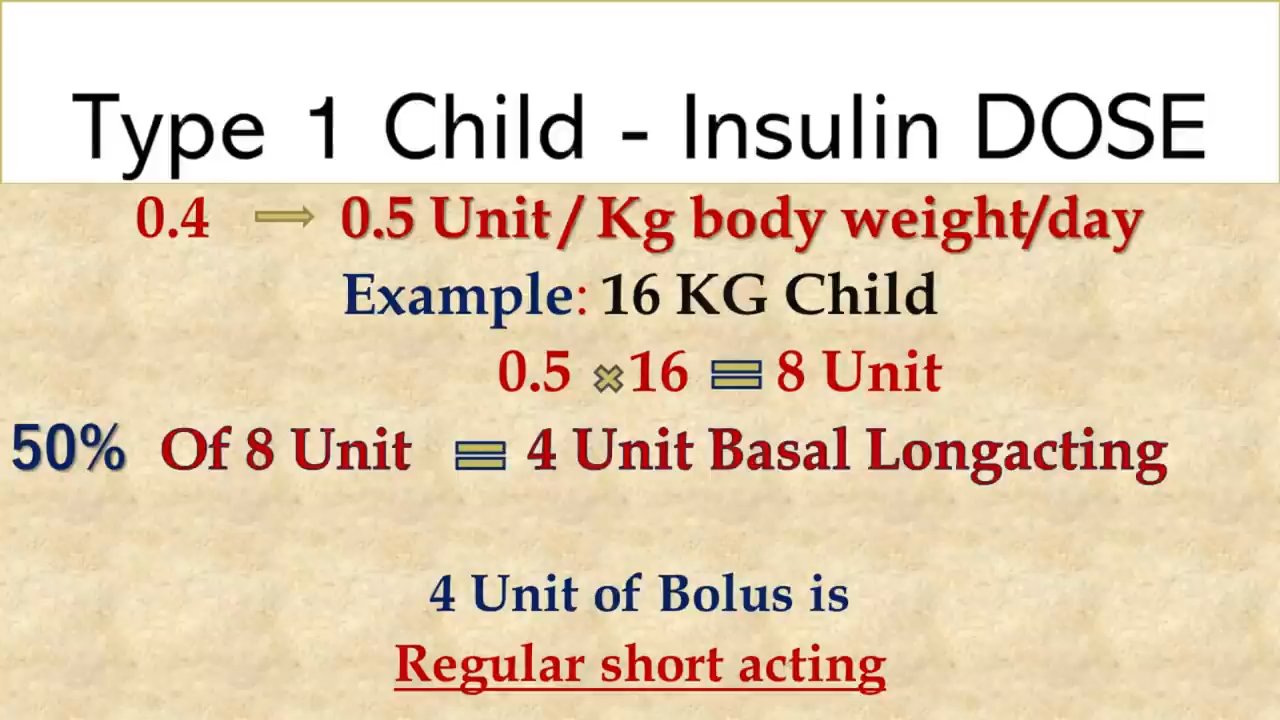 Type 1 Child - Insulin DOSE
0.4 → 0.5 Unit / Kg body weight/day
Example: 16 KG Child
0.5 × 16 = 8 Unit
50% Of 8 Unit = 4 Unit Basal Longacting
4 Unit of Bolus is
Regular short acting